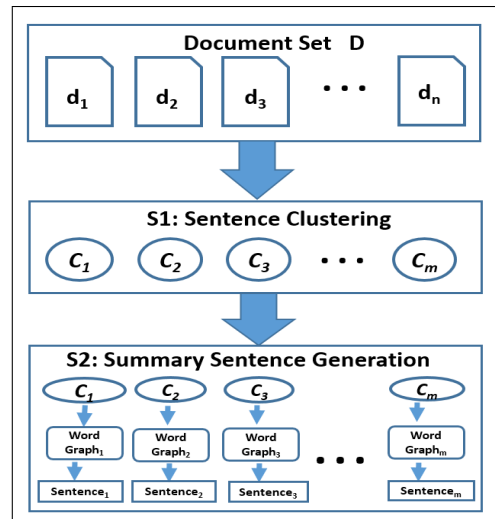 Document Set D
d1 d2 d3 ... dn
S1: Sentence Clustering
C1 C2 C3 ... Cm
S2: Summary Sentence Generation
C1 C2 C3 Cm
Word Word Word Word
Graph1 Graph2 Graph3 ... Graphm
Sentence1 Sentence2 Sentence3 Sentencem